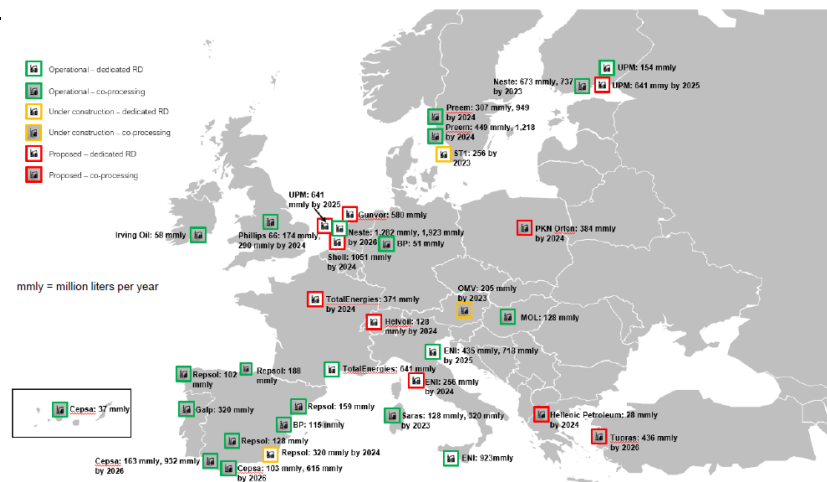 Operational – dedicated RD
Operational – co-processing
Under construction – dedicated RD
Under construction – co-processing
Proposed – dedicated RD
Proposed – co-processing
mmly = million liters per year
UPM: 154 mmly
Neste: 673 mmly, 737
by 2023
UPM: 641 mmy by 2025
Preem: 307 mmly, 949
by 2024
Preem: 449 mmly, 1,218
by 2024
ST1: 256 by
2023
UPM: 641
mmly by 2025
Gunvor: 580 mmly
Irving Oil: 58 mmly
Phillips 66: 174 mmly,
290 mmly by 2024
Neste: 1,282 mmly, 1,923 mmly
by 2026
BP: 51 mmly
Shell: 1051 mmly
by 2024
PKN Orlon: 384 mmly
by 2024
OMV: 205 mmly
by 2023
MOL: 128 mmly
TotalEnergies: 371 mmly
by 2024
Helvoil: 128
mmly by 2024
ENI: 435 mmly, 718 mmly
by 2025
TotalEnergies: 641 mmly
ENI: 256 mmly
by 2024
Repsol: 102
mmly
Repsol: 188
mmly
Cepsa: 37 mmly
Galp: 320 mmly
Repsol: 159 mmly
BP: 115 mmly
Saras: 128 mmly, 320 mmly
by 2023
Hellenic Petroleum: 28 mmly
by 2024
Tupras: 436 mmly
by 2026
Repsol: 128 mmly
Repsol: 320 mmly by 2024
Cepsa: 163 mmly, 932 mmly
by 2026
Cepsa: 103 mmly, 615 mmly
by 2026
ENI: 923mmly